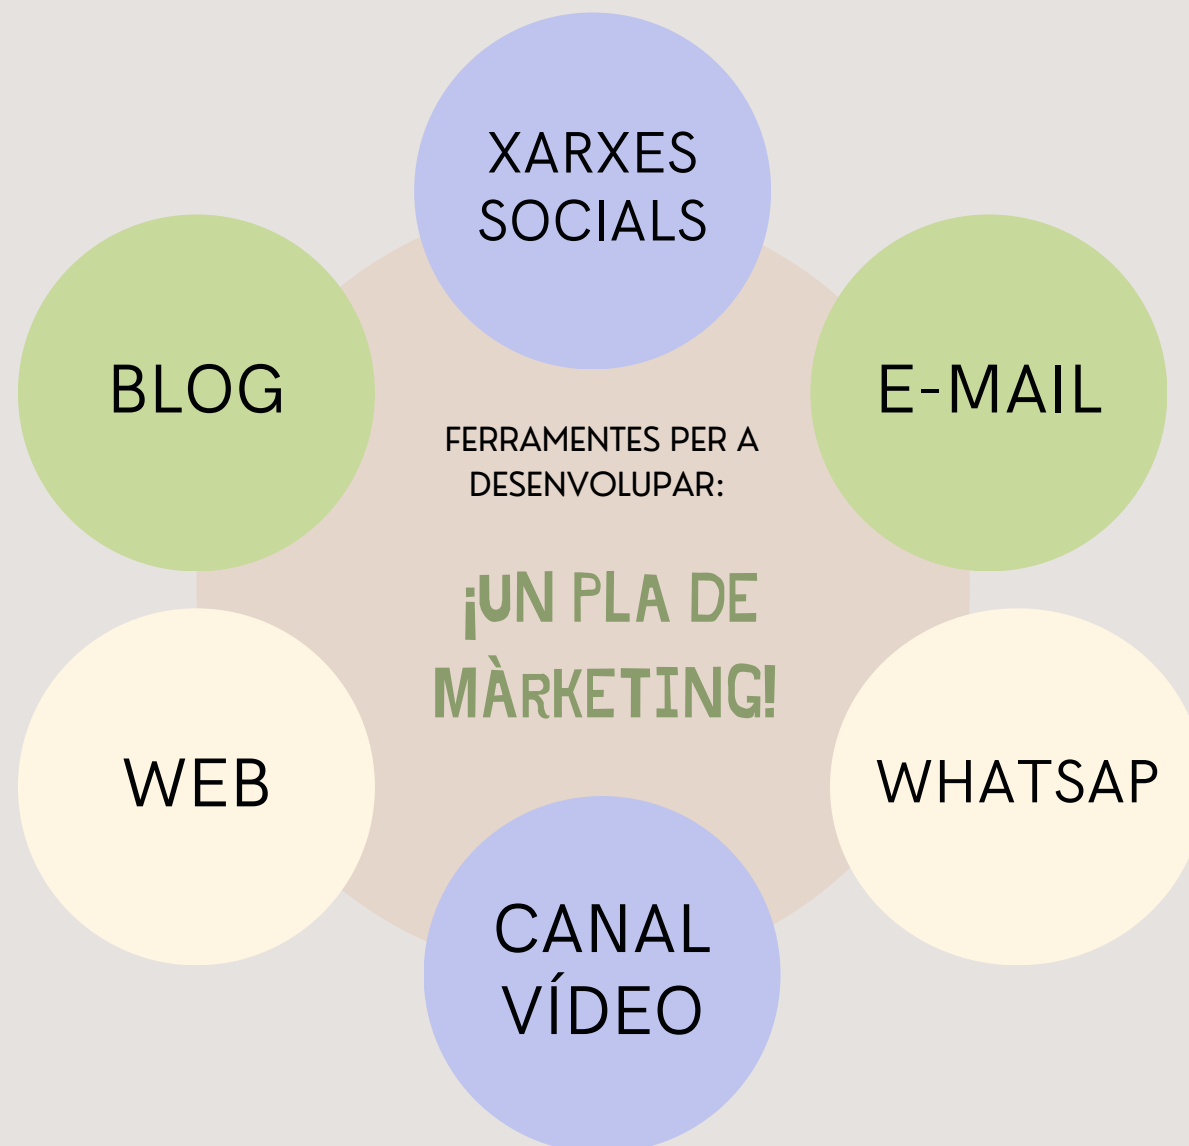 XARXES
SOCIALS
BLOG
E-MAIL
FERRAMENTES PER A
DESENVOLUPAR:
¡UN PLA DE
MÀRKETING!
WEB
WHATSAP
CANAL
VÍDEO